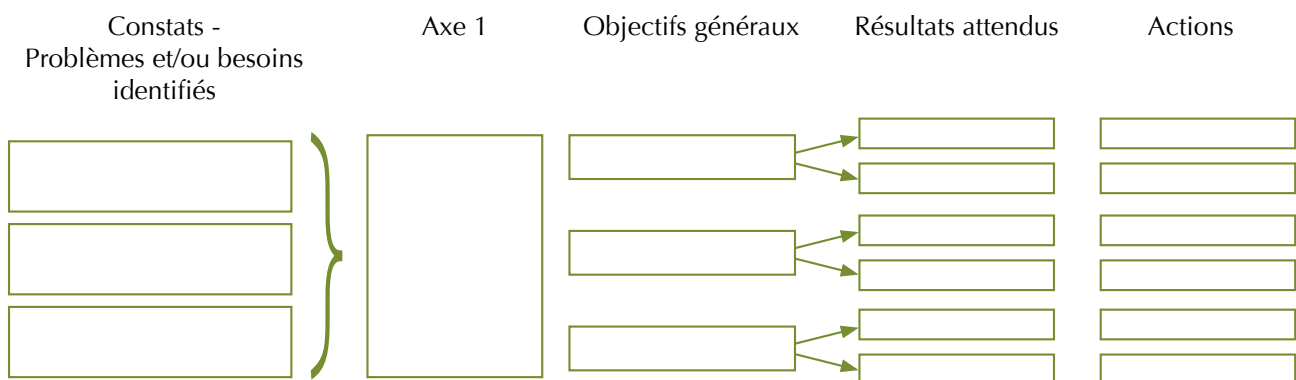 Constats -
Problèmes et/ou besoins
identifiés
Axe 1
Objectifs généraux
Résultats attendus
Actions